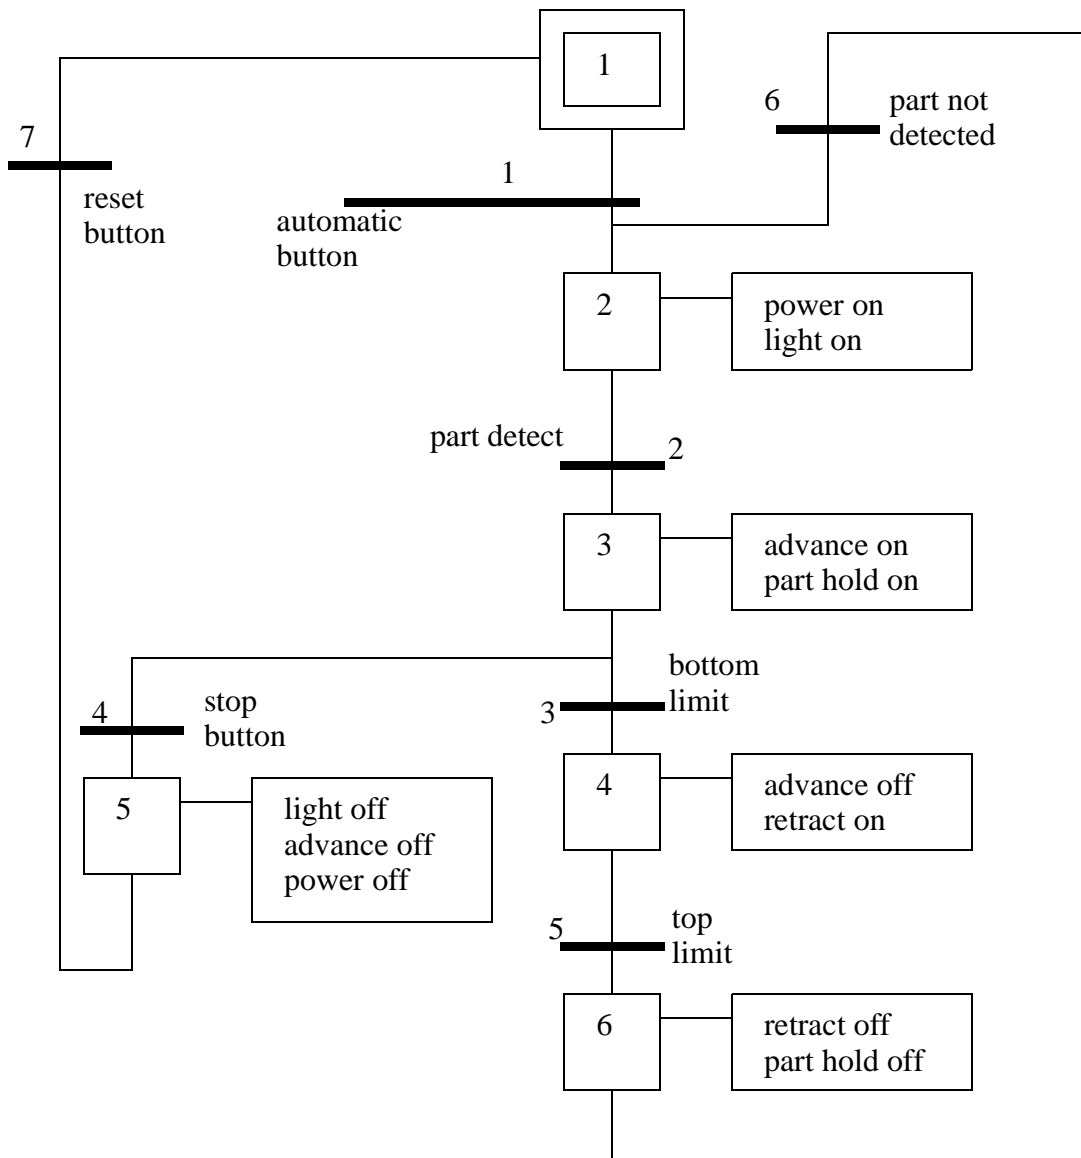 1
6
part not
detected
7
reset
button
1
automatic
button
2
power on
light on
part detect
2
3
advance on
part hold on
bottom
limit
3
4
stop
button
4
advance off
retract on
5
light off
advance off
power off
5
top
limit
6
retract off
part hold off